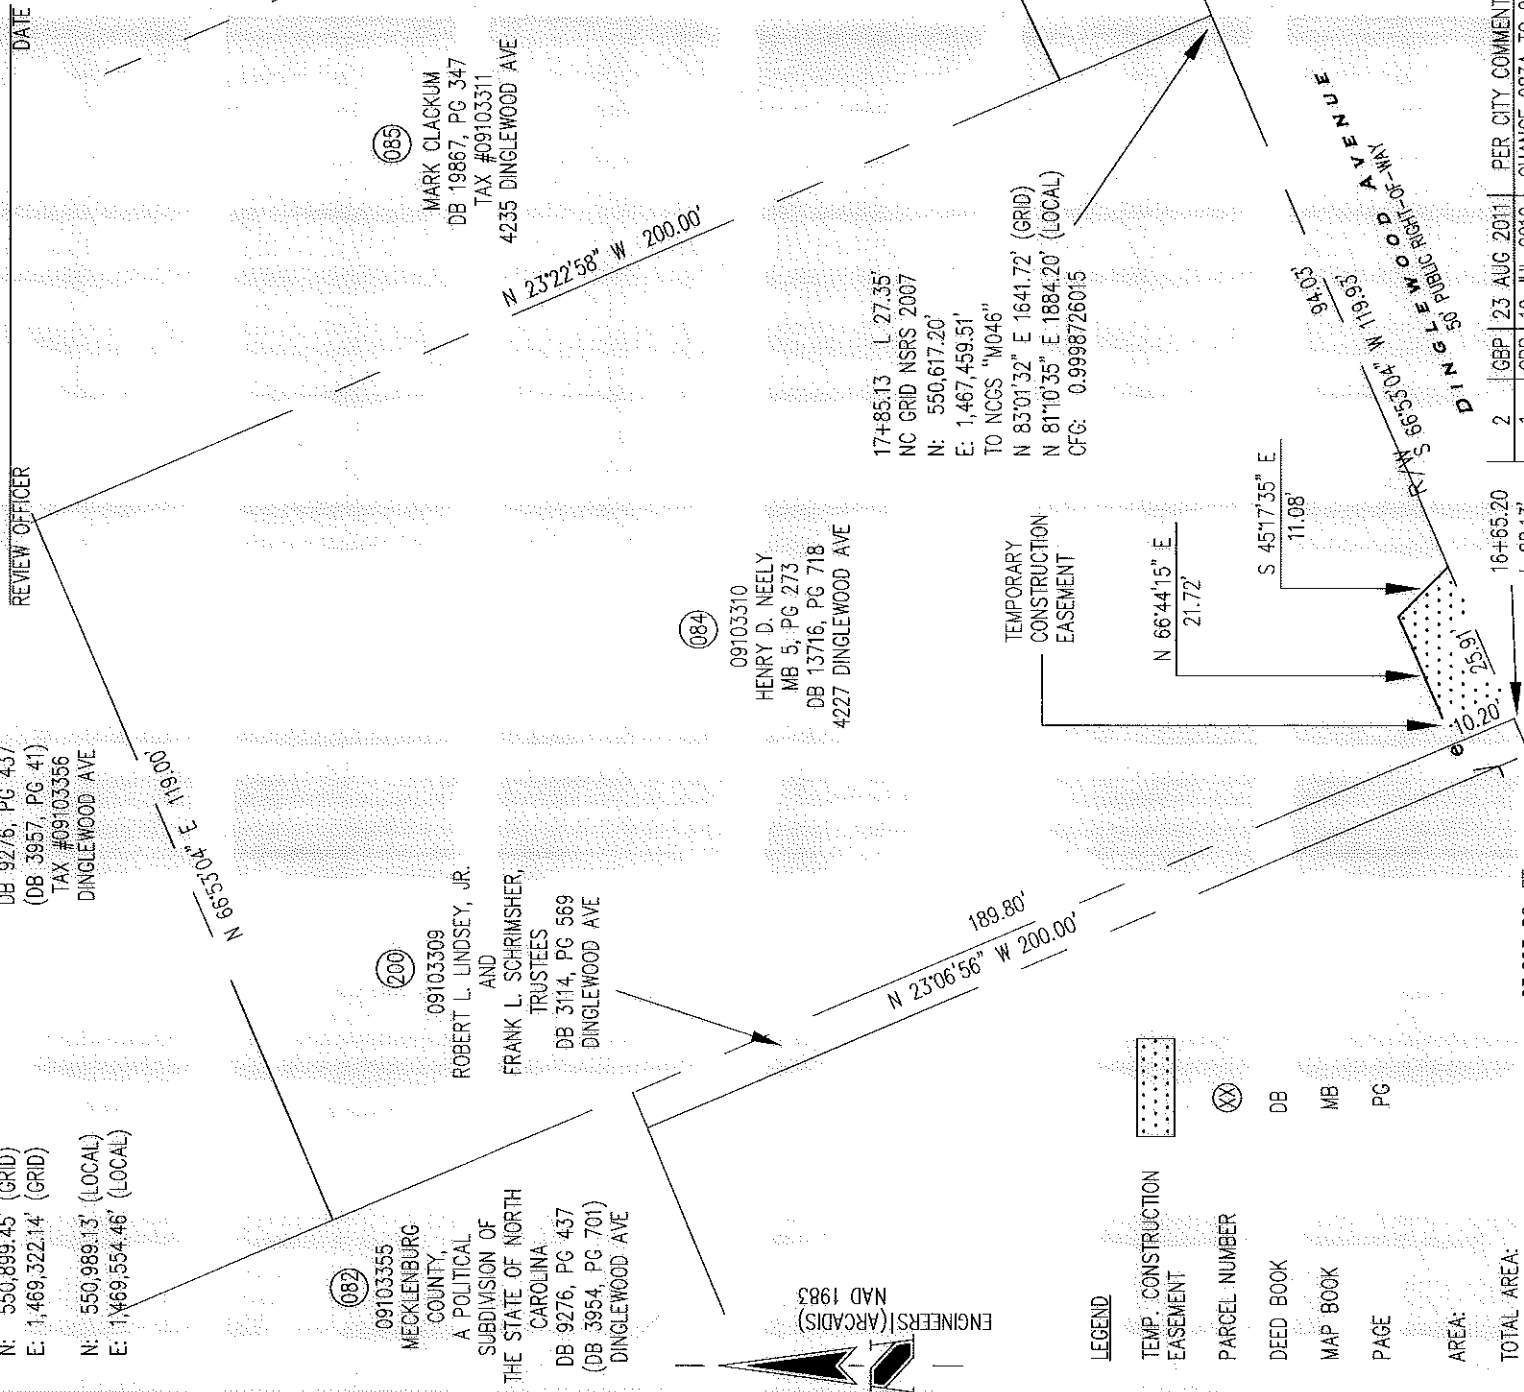 REVIEW OFFICER
DATE
N: 550,899.45' (GRID)
E: 1,469,322.14' (GRID)
N: 550,989.13' (LOCAL)
E: 1,469,554.46' (LOCAL)
DB 9276, PG 437
(DB 3957, PG 41)
TAX #09103356
DINGLEWOOD AVE
085
MARK CLACKUM
DB 19867, PG 347
TAX #09103311
4235 DINGLEWOOD AVE
N 66°53'04" E 119.00'
N 23°22'58" W 200.00'
082
09103355
MECKLENBURG
COUNTY,
A POLITICAL
SUBDIVISION OF
THE STATE OF NORTH
CAROLINA
DB 9276, PG 437
(DB 3954, PG 701)
DINGLEWOOD AVE
200
09103309
ROBERT L. LINDSEY, JR.
AND
FRANK L. SCHRIMSHER,
TRUSTEES
DB 3114, PG 569
DINGLEWOOD AVE
084
09103310
HENRY D. NEELY
MB 5, PG 273
DB 13716, PG 718
4227 DINGLEWOOD AVE
17+85.13 L 27.35'
NC GRID NSRS 2007
N: 550,617.20'
E: 1,467,459.51'
TO NCGS "M046"
N 83°01'32" E 1641.72' (GRID)
N 81°10'35" E 1884.20' (LOCAL)
CFG: 0.9998726015
189.80'
N 23°06'56" W 200.00'
TEMPORARY
CONSTRUCTION
EASEMENT
N 66°44'15" E
21.72'
S 45°17'35" E
11.08'
94.03'
R/W S 66°53'04" W 119.93'
DINGLEWOOD AVENUE
50' PUBLIC RIGHT-OF-WAY
25.91'
10.20'
e
16+65.20
ENGINEERS (ARCADIS)
NAD 1983
LEGEND
TEMP. CONSTRUCTION
EASEMENT
PARCEL NUMBER
XX
DEED BOOK
DB
MAP BOOK
MB
PAGE
PG
AREA:
TOTAL AREA:
2 GBP 23 AUG 2011 PER CITY COMMENT
1